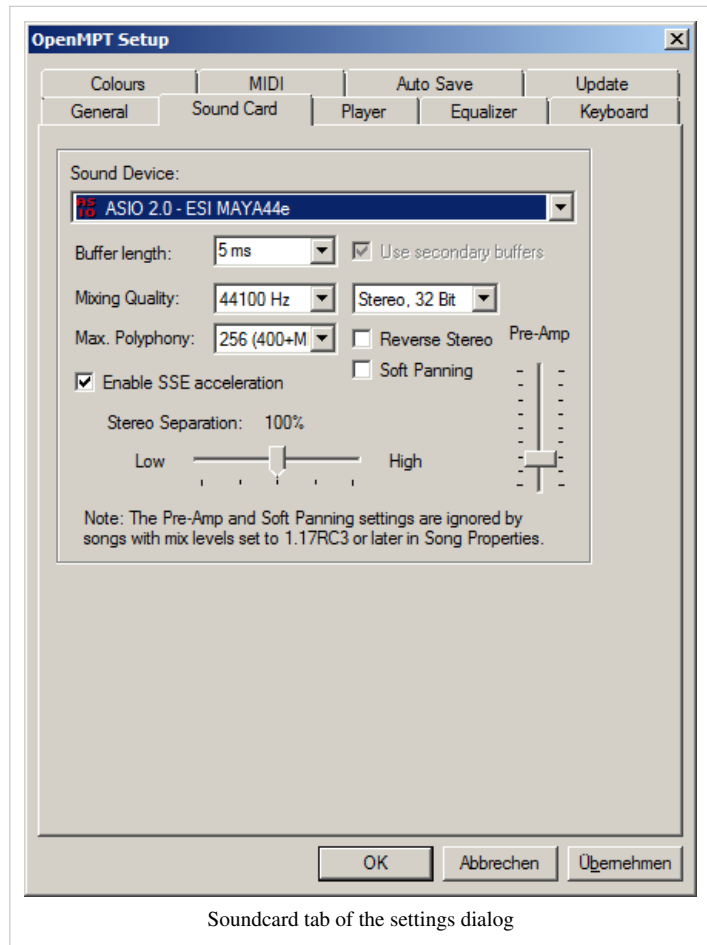 OpenMPT Setup
Colours MIDI Auto Save Update
General Sound Card Player Equalizer Keyboard
Sound Device:
ASIO 2.0 - ESI MAYA44e
Buffer length: 5 ms Use secondary buffers
Mixing Quality: 44100 Hz Stereo, 32 Bit
Max. Polyphony: 256 (400+M Reverse Stereo Pre-Amp
Enable SSE acceleration Soft Panning
Stereo Separation: 100%
Low High
Note: The Pre-Amp and Soft Panning settings are ignored by
songs with mix levels set to 1.17RC3 or later in Song Properties.
OK Abbrechen Übernehmen
Soundcard tab of the settings dialog